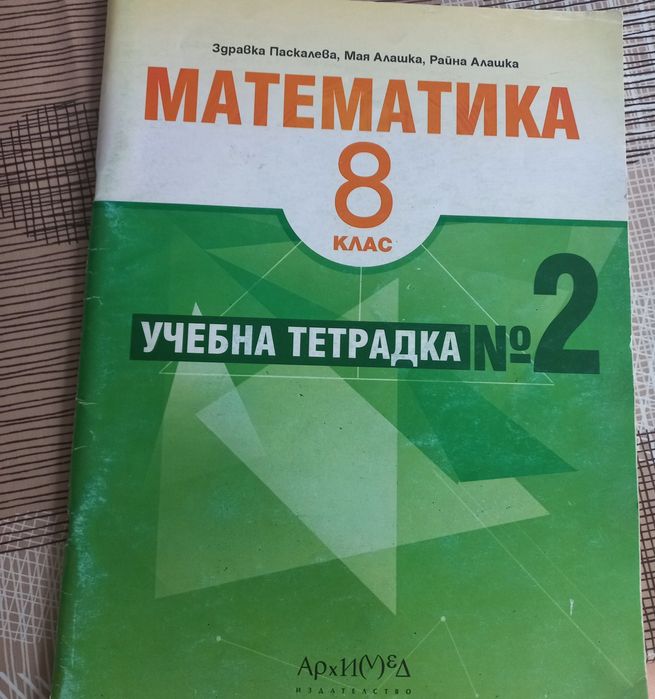 Здравка Паскалева, Мая Алашка, Райна Алашка
МАТЕМАТИКА
8
КЛАС
УЧЕБНА ТЕТРАДКА №2
АрхИМЕД
ИЗДАТЕЛСТВО